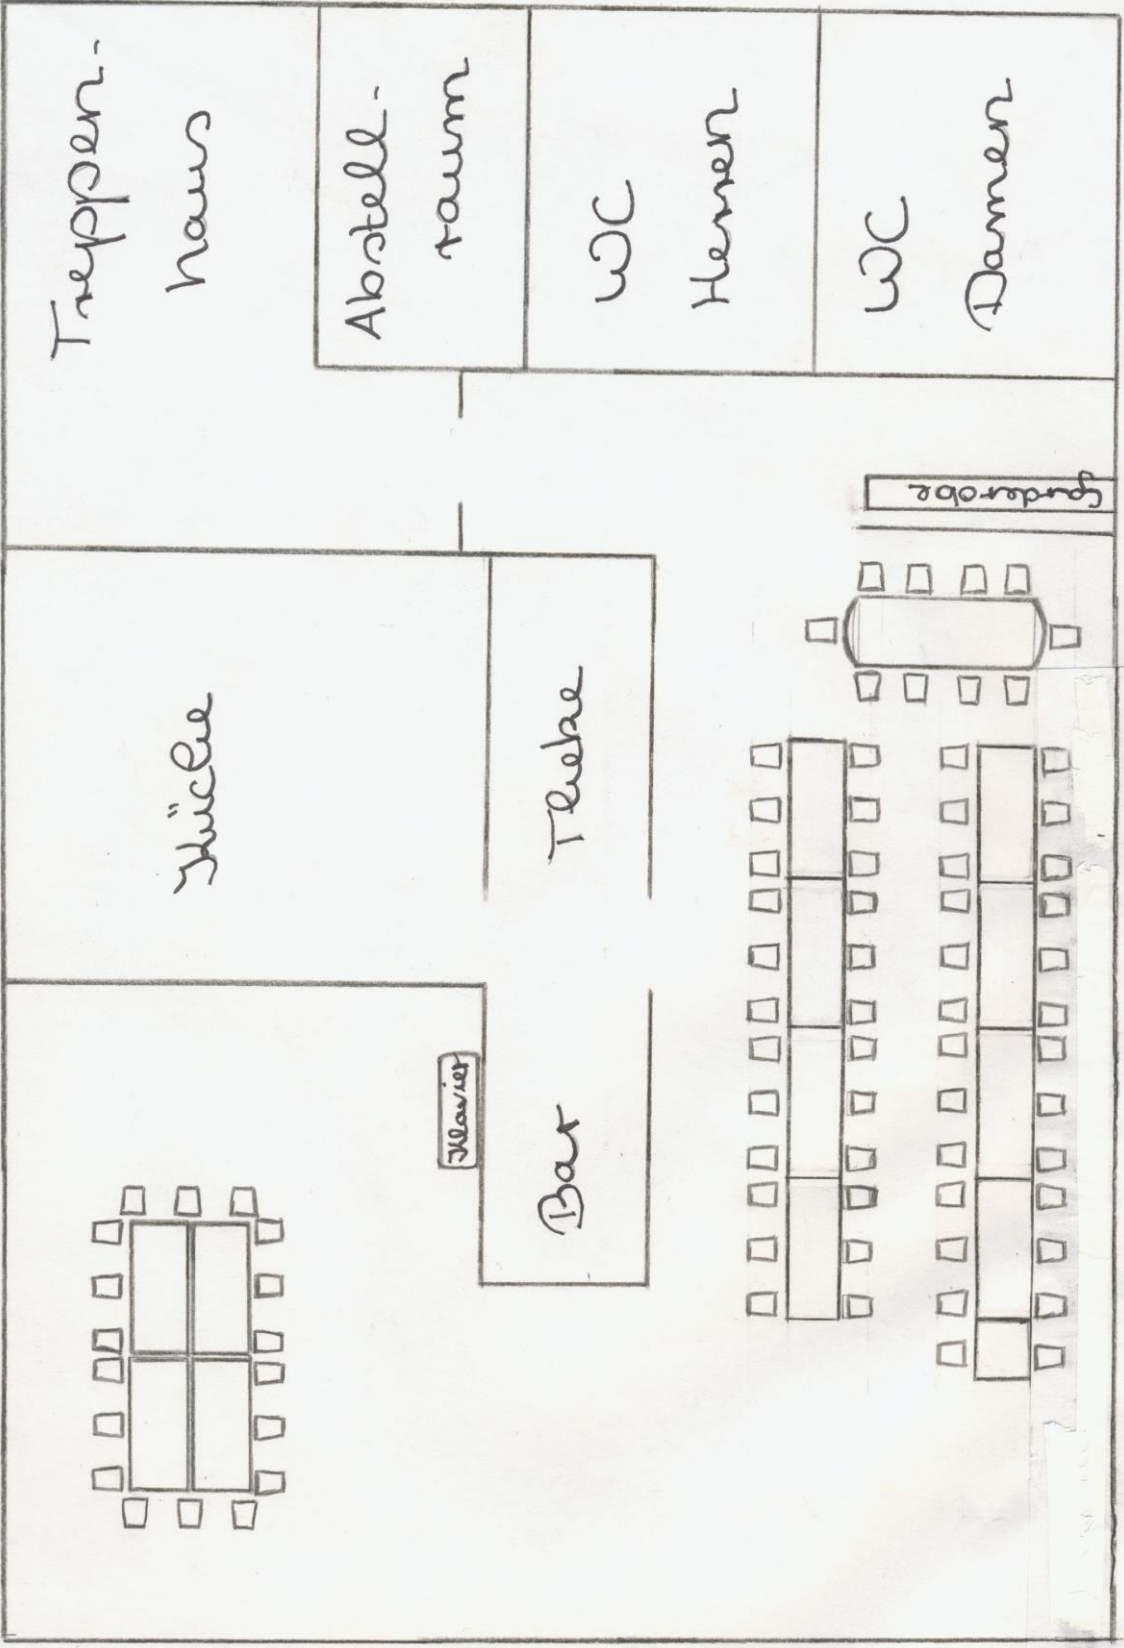 Treppen-
haus
Abstell-
raum
WC
Herren
WC
Damen
Garderobe
Küche
Theke
Klavier
Bar